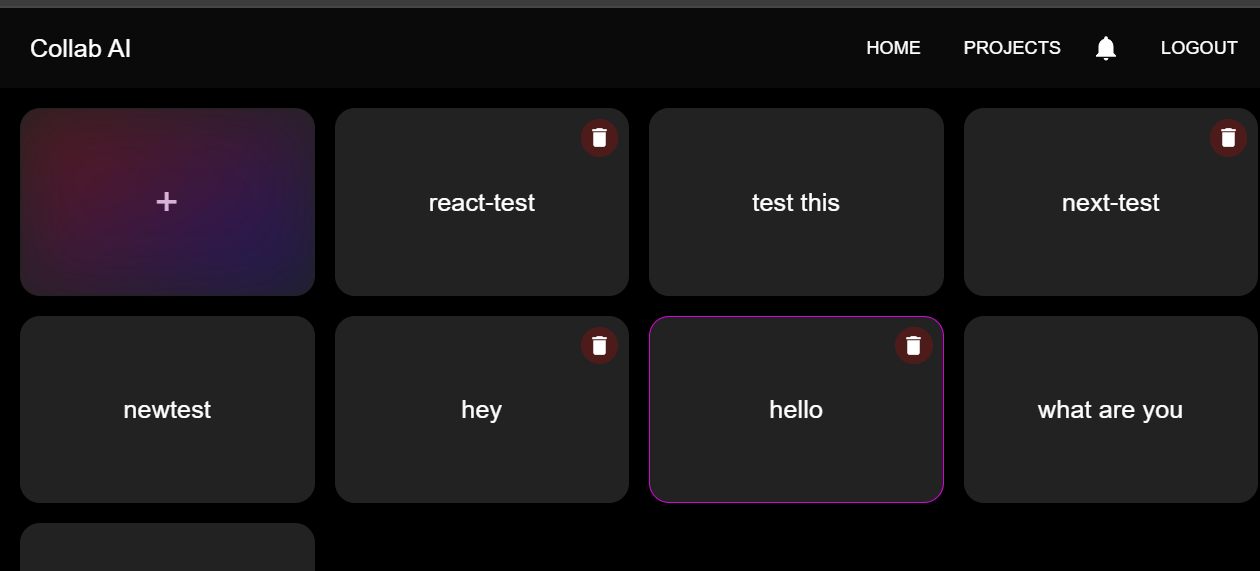 Collab AI
HOME PROJECTS LOGOUT
+
react-test
test this
next-test
newtest
hey
hello
what are you